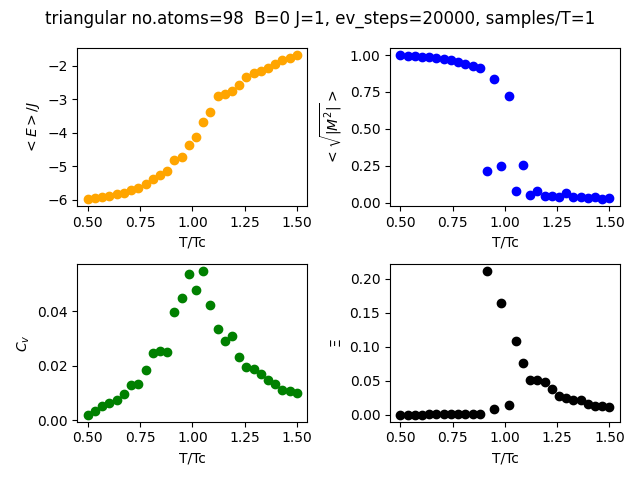 triangular no.atoms=98 B=0 J=1, ev_steps=20000, samples/T=1
< E > /J
−2
−3
−4
−5
−6
0.50 0.75 1.00 1.25 1.50
T/Tc
< √|M²| >
1.00
0.75
0.50
0.25
0.00
0.50 0.75 1.00 1.25 1.50
T/Tc
Cᵥ
0.04
0.02
0.00
0.50 0.75 1.00 1.25 1.50
T/Tc
Ξ
0.20
0.15
0.10
0.05
0.00
0.50 0.75 1.00 1.25 1.50
T/Tc